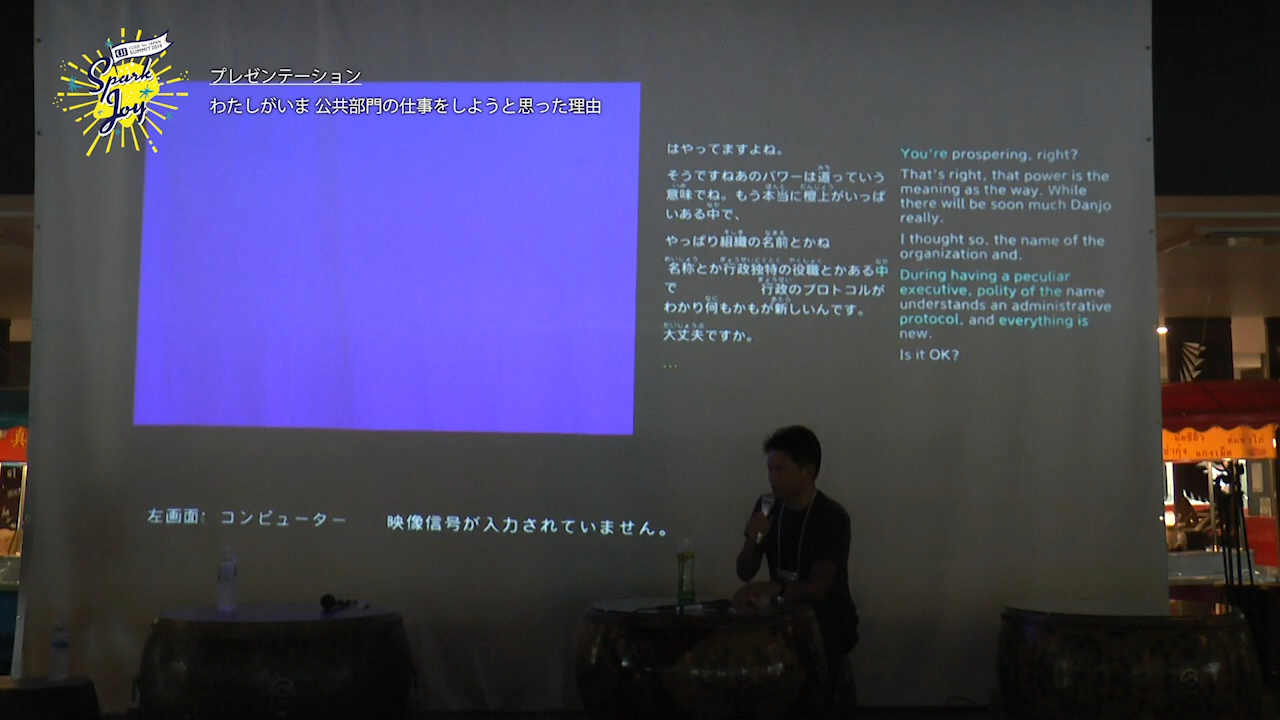 CODE for JAPAN
SUMMIT 2019
Spark
Joy
プレゼンテーション
わたしがいま 公共部門の仕事をしようと思った理由
はやってますよね。
そうですねあのパワーは道っていう
意味でね。もう本当に檀上がいっぱ
いある中で、
やっぱり組織の名前とかね
名称とか行政独特の役職とかある中
で 行政のプロトコルが
わかり何もかもが新しいんです。
大丈夫ですか。
...
You're prospering, right?
That's right, that power is the
meaning as the way. While
there will be soon much Danjo
really.
I thought so, the name of the
organization and.
During having a peculiar
executive, polity of the name
understands an administrative
protocol, and everything is
new.
Is it OK?
左画面: コンピューター 映像信号が入力されていません。